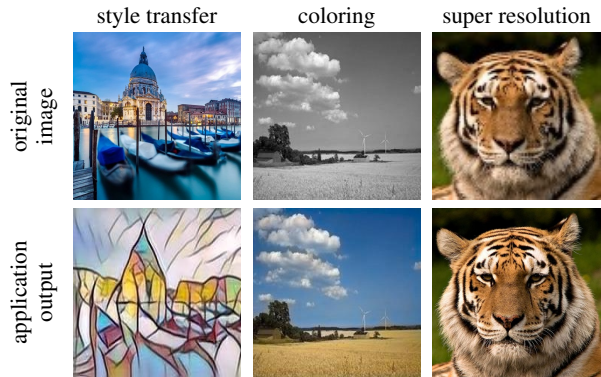 style transfer
coloring
super resolution
original
image
application
output